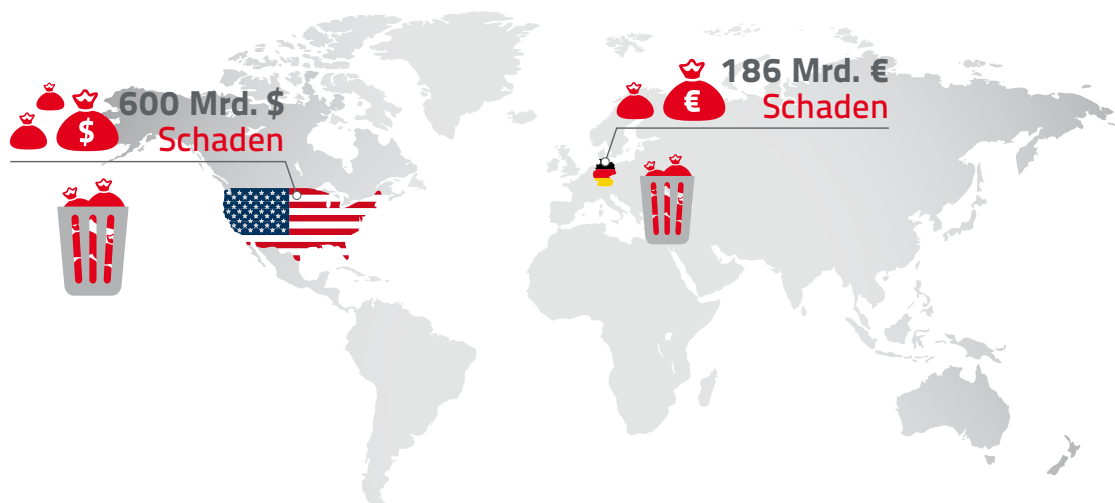 600 Mrd. $
Schaden
$
186 Mrd. €
Schaden
€